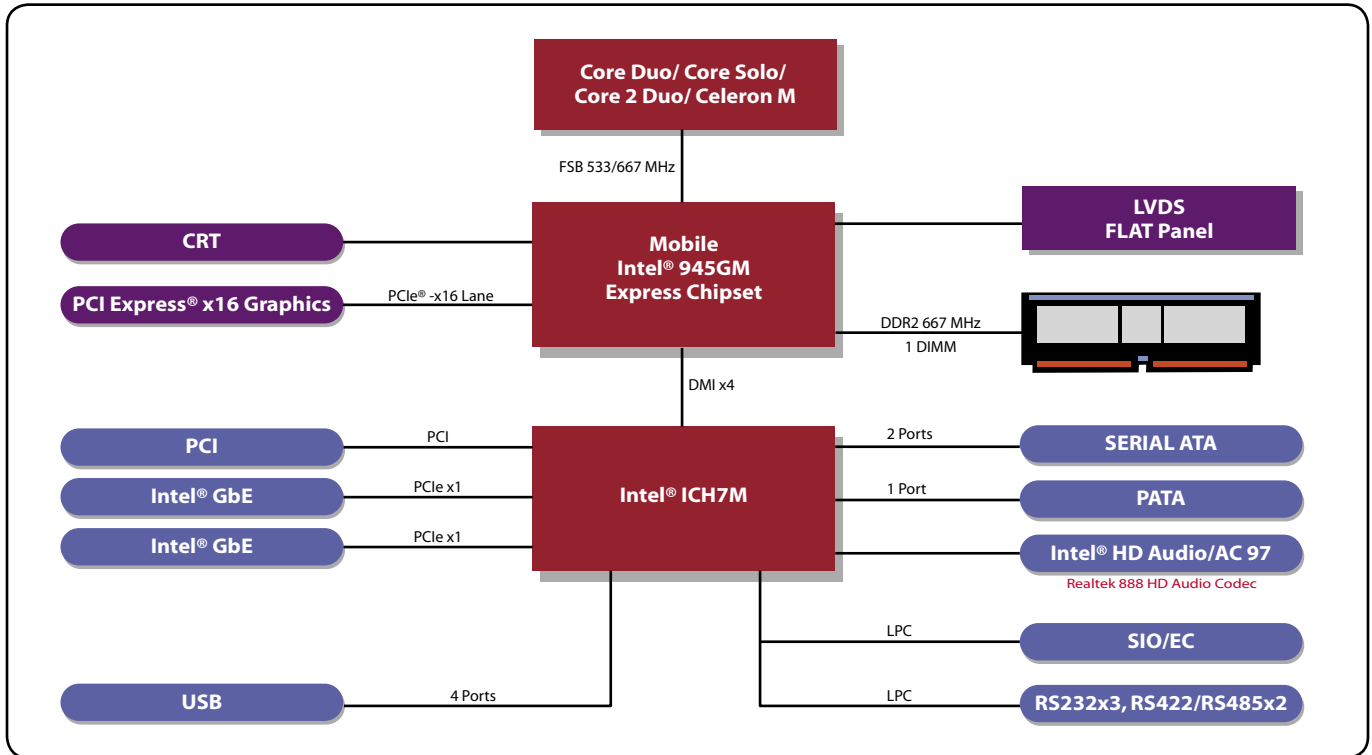 Core Duo/ Core Solo/
Core 2 Duo/ Celeron M
FSB 533/667 MHz
CRT
PCI Express® x16 Graphics
PCIe® -x16 Lane
Mobile
Intel® 945GM
Express Chipset
LVDS
FLAT Panel
DDR2 667 MHz
1 DIMM
DMI x4
PCI
PCI
Intel® GbE
PCIe x1
Intel® GbE
PCIe x1
Intel® ICH7M
2 Ports
SERIAL ATA
1 Port
PATA
Intel® HD Audio/AC 97
Realtek 888 HD Audio Codec
LPC
SIO/EC
USB
4 Ports
LPC
RS232x3, RS422/RS485x2